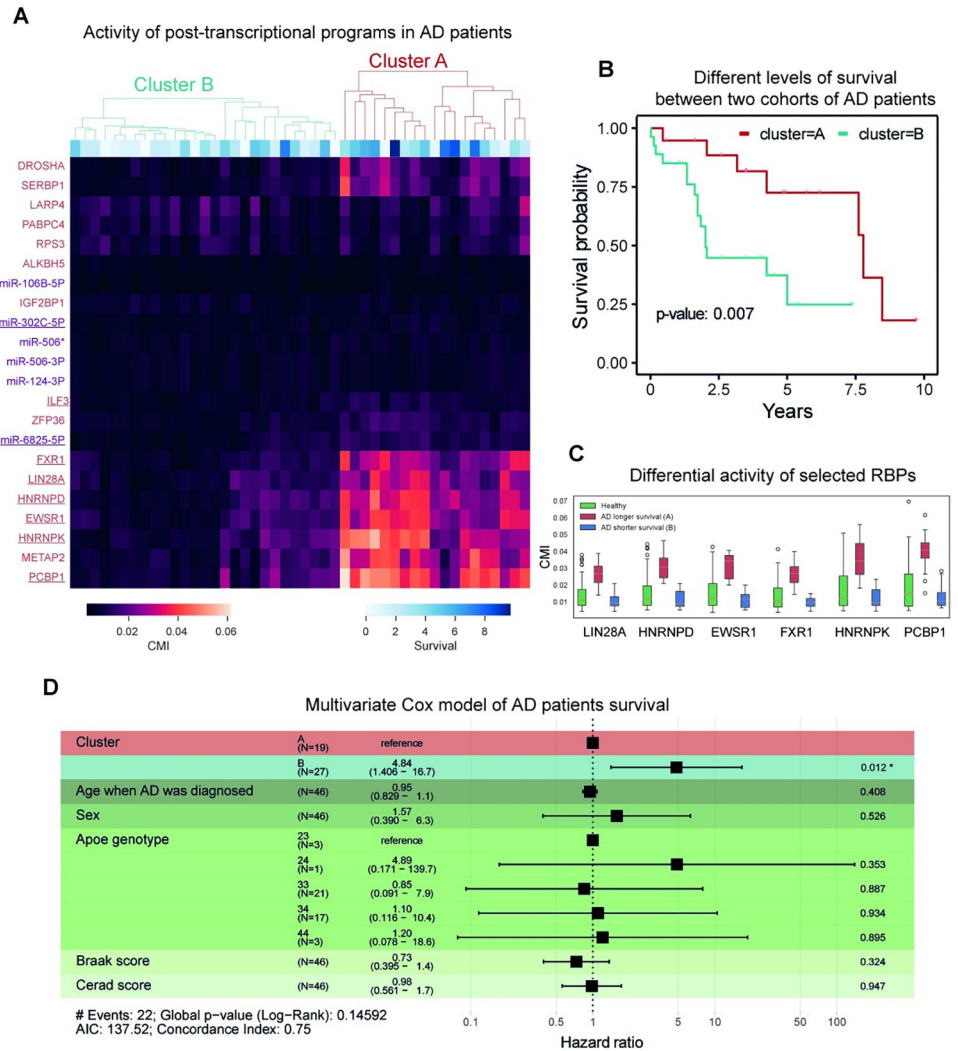 A
Activity of post-transcriptional programs in AD patients
Cluster B
Cluster A
DROSHA
SERBP1
LARP4
PABPC4
RPS3
ALKBH5
miR-106B-5P
IGF2BP1
miR-302C-5P
miR-506*
miR-506-3P
miR-124-3P
ILF3
ZFP36
miR-6825-5P
FXR1
LIN28A
HNRNPD
EWSR1
HNRNPK
METAP2
PCBP1
0.02 0.04 0.06
CMI
0 2 4 6 8
Survival
B
Different levels of survival
between two cohorts of AD patients
cluster=A cluster=B
1.00
0.75
0.50
0.25
0.00
Survival probability
p-value: 0.007
0 2.5 5 7.5 10
Years
C
Differential activity of selected RBPs
Healthy
AD longer survival (A)
AD shorter survival (B)
0.07
0.06
0.05
0.04
0.03
0.02
0.01
CMI
LIN28A HNRNPD EWSR1 FXR1 HNRNPK PCBP1
D
Multivariate Cox model of AD patients survival
Cluster A (N=19) reference
B (N=27) 4.84 (1.406 – 16.7) 0.012 *
Age when AD was diagnosed (N=46) 0.95 (0.829 – 1.1) 0.408
Sex (N=46) 1.57 (0.390 – 6.3) 0.526
Apoe genotype 23 (N=3) reference
24 (N=1) 4.89 (0.171 – 139.7) 0.353
33 (N=21) 0.85 (0.091 – 7.9) 0.887
34 (N=17) 1.10 (0.116 – 10.4) 0.934
44 (N=3) 1.20 (0.078 – 18.6) 0.895
Braak score (N=46) 0.73 (0.395 – 1.4) 0.324
Cerad score (N=46) 0.98 (0.561 – 1.7) 0.947
# Events: 22; Global p−value (Log−Rank): 0.14592
AIC: 137.52; Concordance Index: 0.75
0.1 0.5 1 5 10 50 100
Hazard ratio